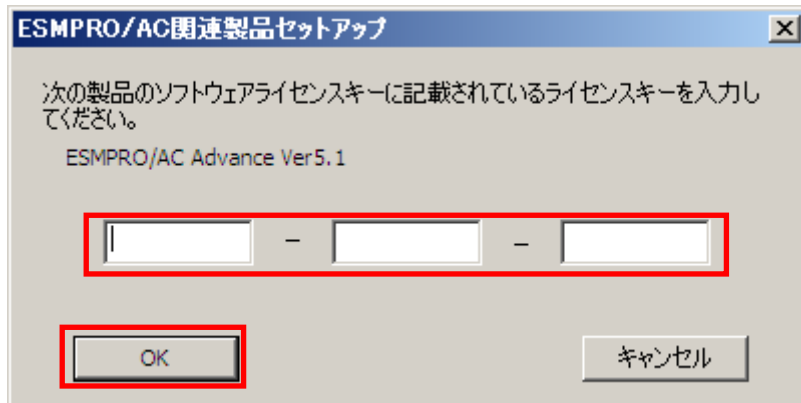 ESMPRO/AC関連製品セットアップ
次の製品のソフトウェアライセンスキーに記載されているライセンスキーを入力し
てください。
ESMPRO/AC Advance Ver5.1
– –
OK キャンセル